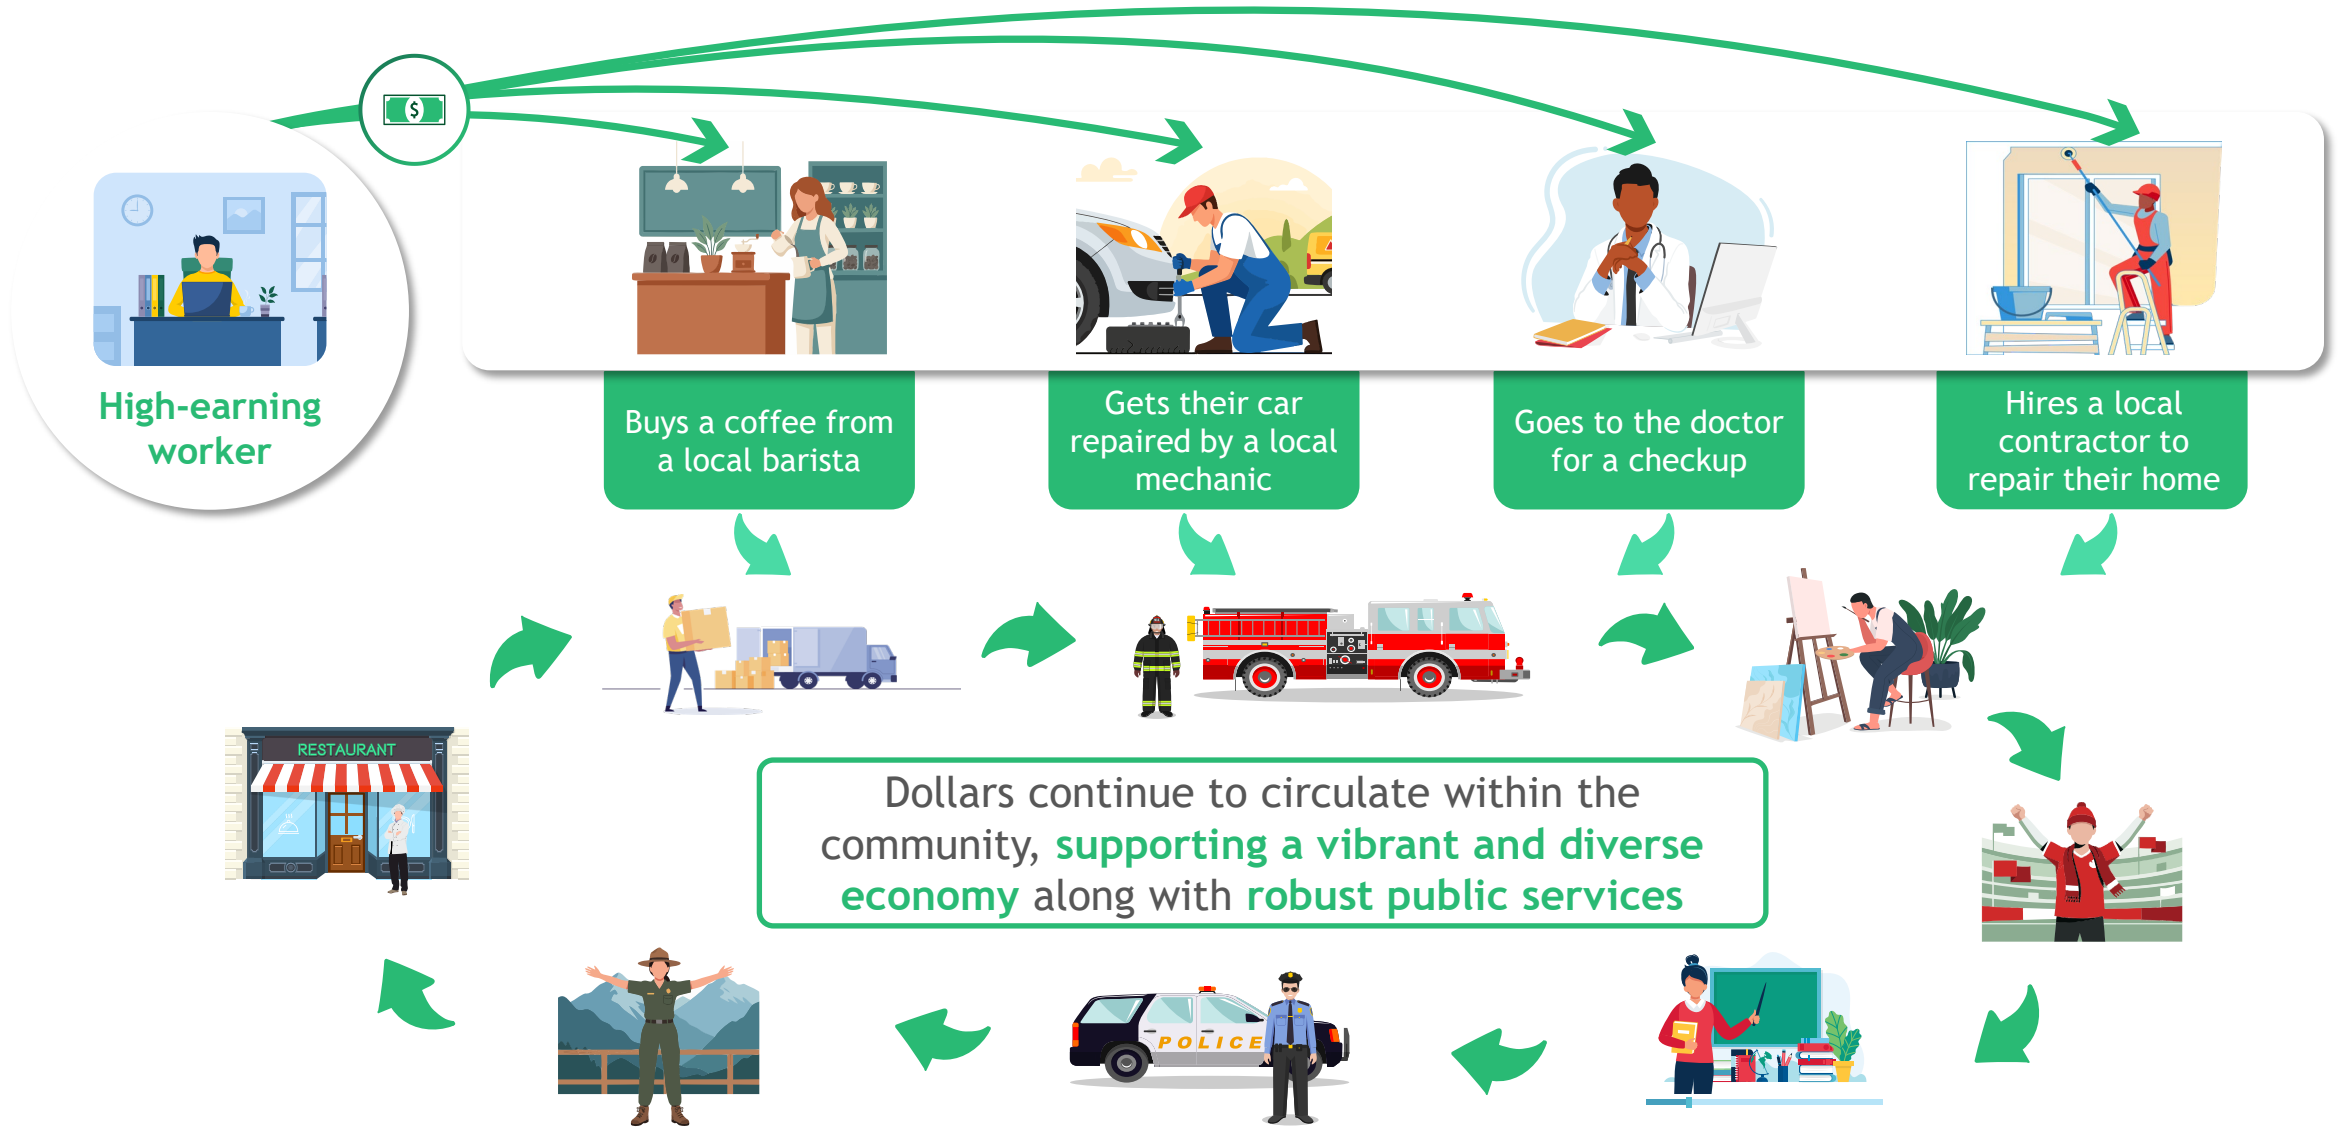 $
High-earning
worker
Buys a coffee from
a local barista
Gets their car
repaired by a local
mechanic
Goes to the doctor
for a checkup
Hires a local
contractor to
repair their home
RESTAURANT
Dollars continue to circulate within the
community, supporting a vibrant and diverse
economy along with robust public services
POLICE